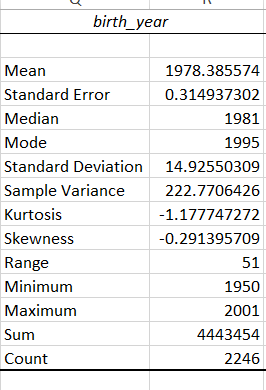 birth_year
Mean 1978.385574
Standard Error 0.314937302
Median 1981
Mode 1995
Standard Deviation 14.92550309
Sample Variance 222.7706426
Kurtosis -1.177747272
Skewness -0.291395709
Range 51
Minimum 1950
Maximum 2001
Sum 4443454
Count 2246